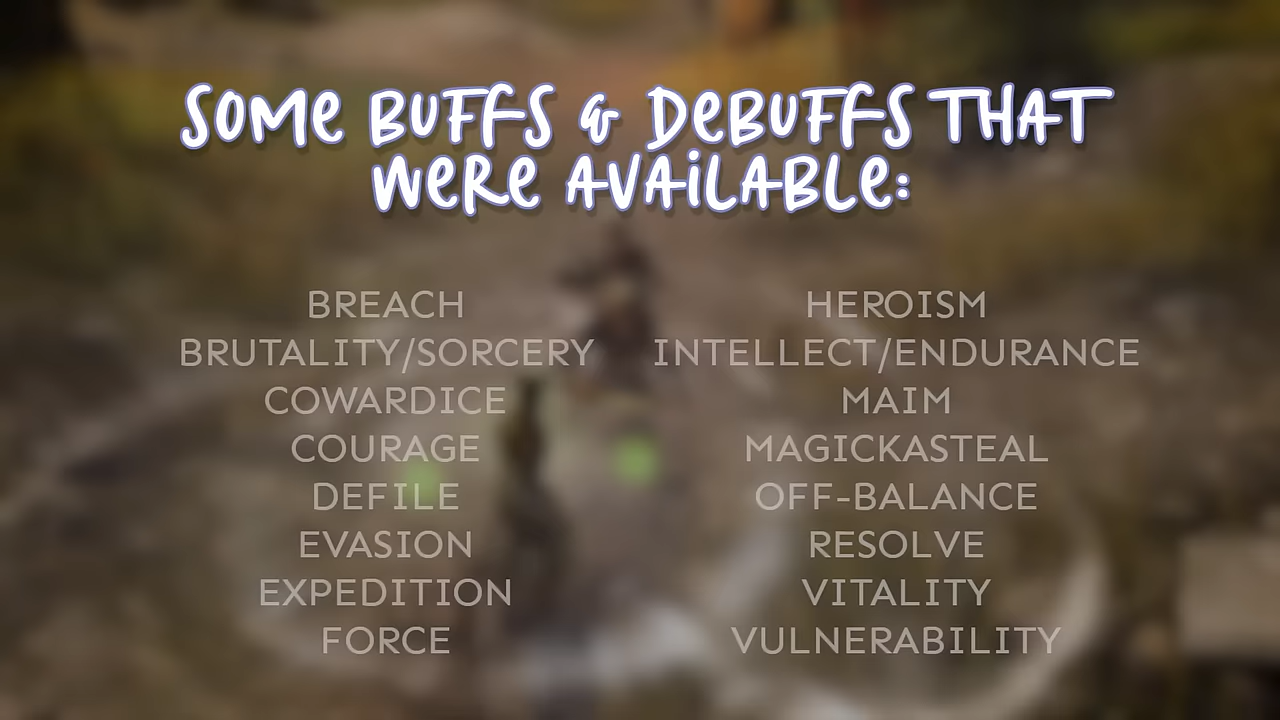 SOME BUFFS & DEBUFFS THAT
WERE AVAILABLE:
BREACH
BRUTALITY/SORCERY
COWARDICE
COURAGE
DEFILE
EVASION
EXPEDITION
FORCE
HEROISM
INTELLECT/ENDURANCE
MAIM
MAGICKASTEAL
OFF-BALANCE
RESOLVE
VITALITY
VULNERABILITY